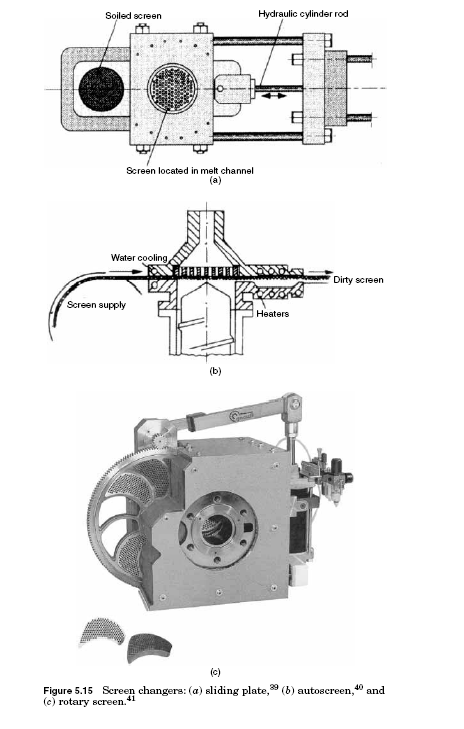 Soiled screen
Hydraulic cylinder rod
Screen located in melt channel
(a)
Water cooling
Dirty screen
Screen supply
Heaters
(b)
(c)
Figure 5.15 Screen changers: (a) sliding plate,39 (b) autoscreen,40 and
(c) rotary screen.41